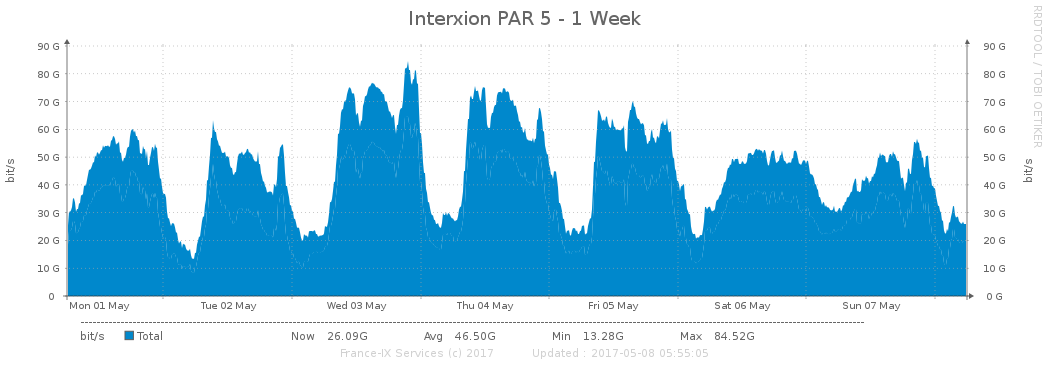 Interxion PAR 5 - 1 Week
RRDTOOL / TOBI OETIKER
90 G 90 G
80 G 80 G
70 G 70 G
60 G 60 G
50 G 50 G
40 G 40 G
30 G 30 G
20 G 20 G
10 G 10 G
0 0 G
bit/s
bit/s
Mon 01 May Tue 02 May Wed 03 May Thu 04 May Fri 05 May Sat 06 May Sun 07 May
bit/s Total Now 26.09G Avg 46.50G Min 13.28G Max 84.52G
France-IX Services (c) 2017 Updated : 2017-05-08 05:55:05